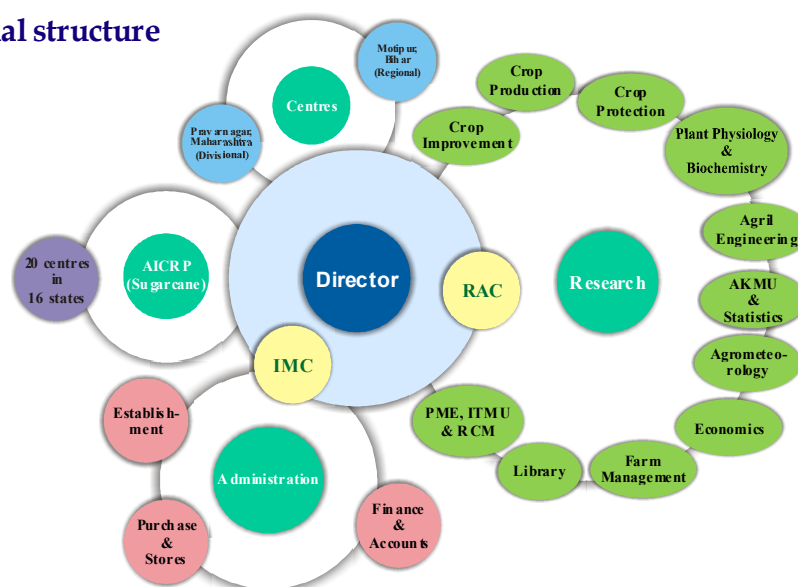 al structure
Motipur,
Bihar
(Regional)
Centres
Pravarnagar,
Maharashtra
(Divisional)
Crop
Production
Crop
Protection
Crop
Improvement
Plant Physiology
&
Biochemistry
Agril
Engineering
20 centres
in
16 states
AICRP
(Sugarcane)
Director
RAC
Research
AKMU
&
Statistics
IMC
Agrometeo-
rology
Establish-
ment
PME, ITMU
& RCM
Economics
Library
Farm
Management
Administration
Purchase
&
Stores
Finance
&
Accounts